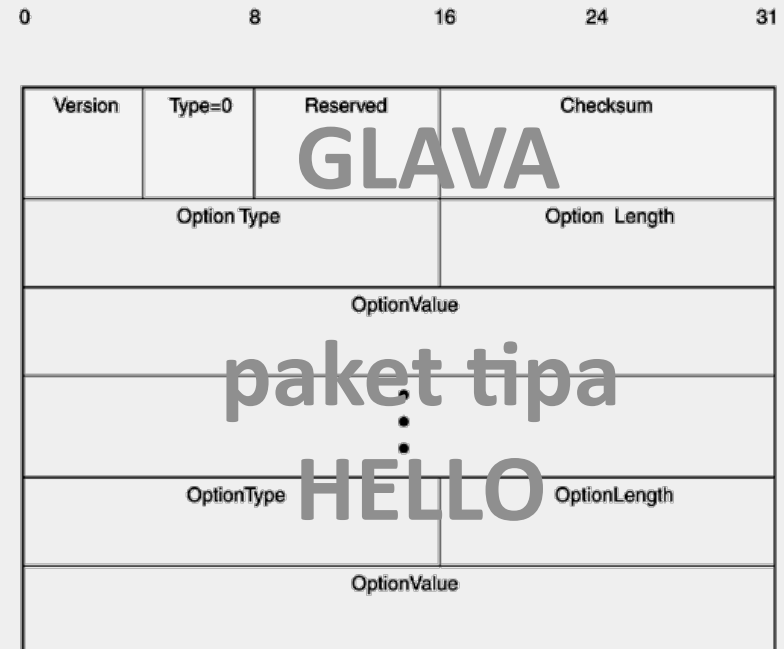 0 8 16 24 31
Version Type=0 Reserved Checksum
GLAVA
Option Type Option Length
OptionValue
paket tipa
HELLO
OptionType OptionLength
OptionValue